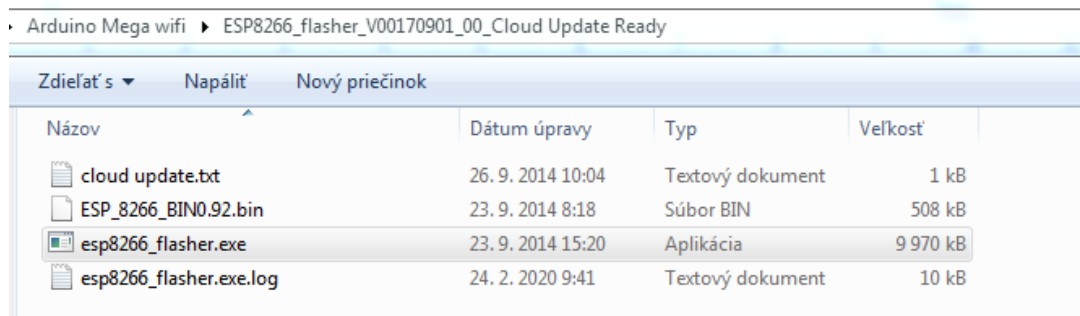 Arduino Mega wifi ▸ ESP8266_flasher_V00170901_00_Cloud Update Ready
Zdieľať s Napáliť Nový priečinok
Názov Dátum úpravy Typ Veľkosť
cloud update.txt 26. 9. 2014 10:04 Textový dokument 1 kB
ESP_8266_BIN0.92.bin 23. 9. 2014 8:18 Súbor BIN 508 kB
esp8266_flasher.exe 23. 9. 2014 15:20 Aplikácia 9 970 kB
esp8266_flasher.exe.log 24. 2. 2020 9:41 Textový dokument 10 kB